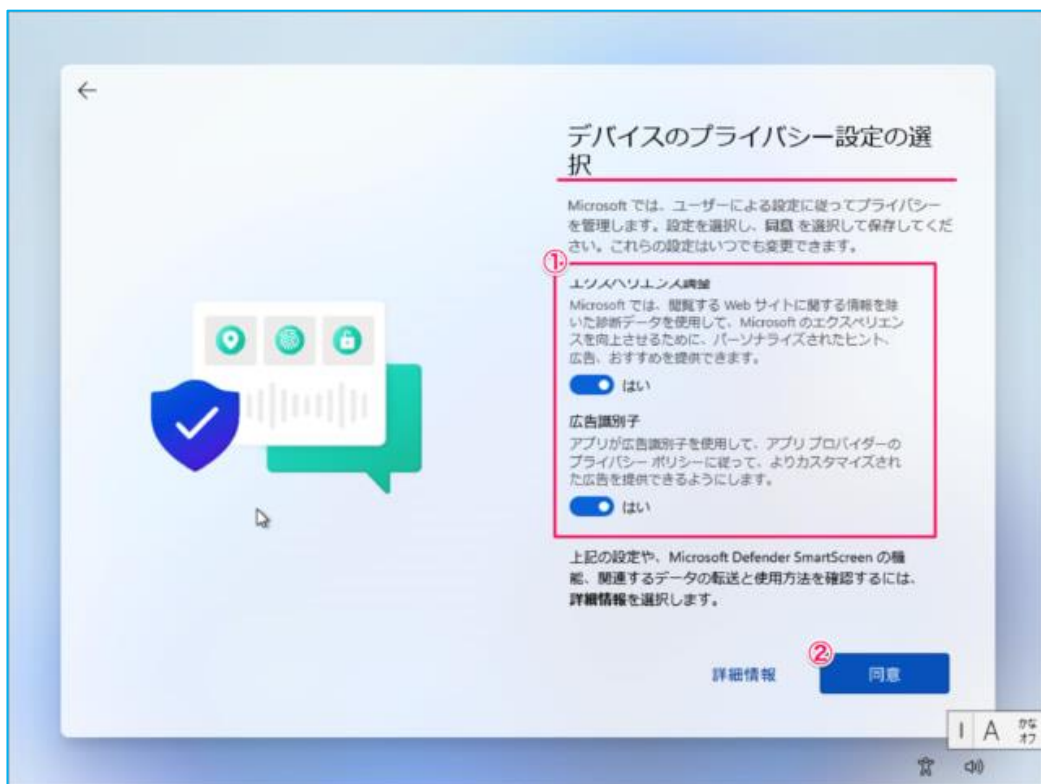 デバイスのプライバシー設定の選
択
Microsoft では、ユーザーによる設定に従ってプライバシー
を管理します。設定を選択し、同意 を選択して保存してくだ
さい。これらの設定はいつでも変更できます。
①
エクスペリエンス調整
Microsoft では、閲覧する Web サイトに関する情報を除
いた診断データを使用して、Microsoft のエクスペリエン
スを向上させるために、パーソナライズされたヒント、
広告、おすすめを提供できます。
はい
広告識別子
アプリが広告識別子を使用して、アプリ プロバイダーの
プライバシー ポリシーに従って、よりカスタマイズされ
た広告を提供できるようにします。
はい
上記の設定や、Microsoft Defender SmartScreen の機
能、関連するデータの転送と使用方法を確認するには、
詳細情報を選択します。
②
詳細情報 同意
I A かな
オフ